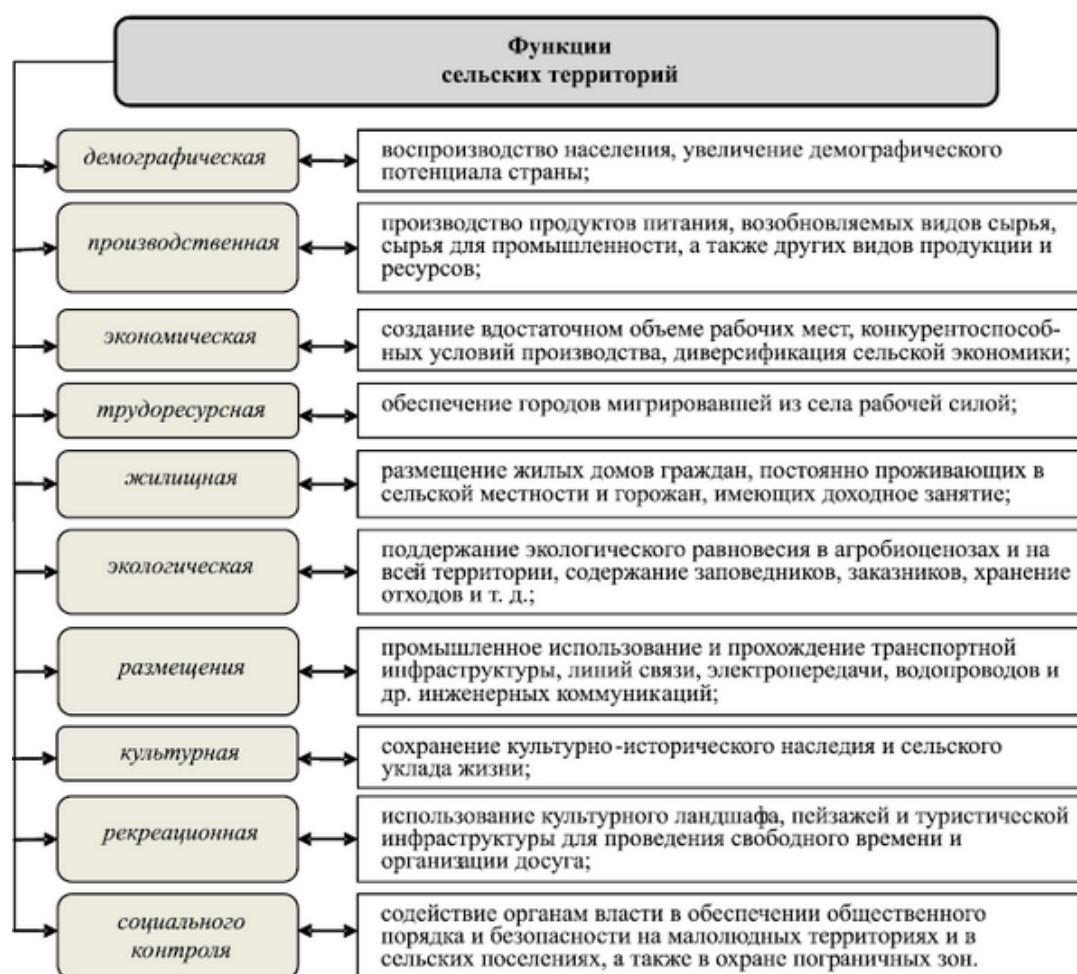 Функции
сельских территорий
демографическая
воспроизводство населения, увеличение демографического
потенциала страны;
производственная
производство продуктов питания, возобновляемых видов сырья,
сырья для промышленности, а также других видов продукции и
ресурсов;
экономическая
создание вдостаточном объеме рабочих мест, конкурентоспособ-
ных условий производства, диверсификация сельской экономики;
трудоресурсная
обеспечение городов мигрировавшей из села рабочей силой;
жилищная
размещение жилых домов граждан, постоянно проживающих в
сельской местности и горожан, имеющих доходное занятие;
экологическая
поддержание экологического равновесия в агробиоценозах и на
всей территории, содержание заповедников, заказников, хранение
отходов и т. д.;
размещения
промышленное использование и прохождение транспортной
инфраструктуры, линий связи, электропередачи, водопроводов и
др. инженерных коммуникаций;
культурная
сохранение культурно-исторического наследия и сельского
уклада жизни;
рекреационная
использование культурного ландшафа, пейзажей и туристической
инфраструктуры для проведения свободного времени и
организации досуга;
социального
контроля
содействие органам власти в обеспечении общественного
порядка и безопасности на малолюдных территориях и в
сельских поселениях, а также в охране пограничных зон.